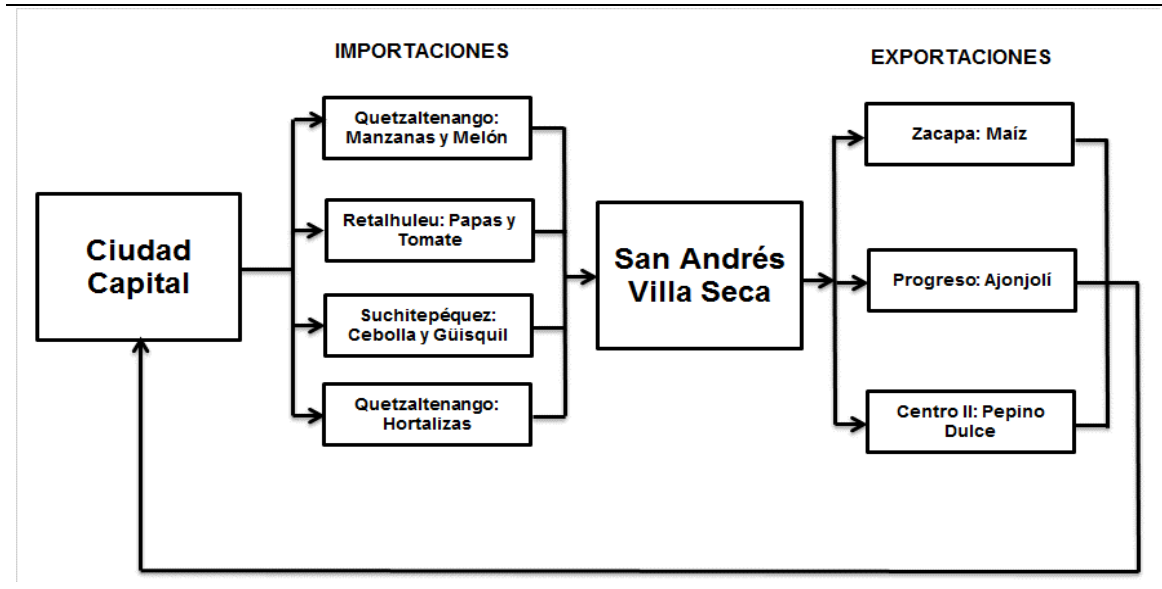 IMPORTACIONES
EXPORTACIONES
Quetzaltenango:
Manzanas y Melón
Zacapa: Maíz
Ciudad
Capital
Retalhuleu: Papas y
Tomate
San Andrés
Villa Seca
Progreso: Ajonjolí
Suchitepéquez:
Cebolla y Güisquil
Quetzaltenango:
Hortalizas
Centro II: Pepino
Dulce